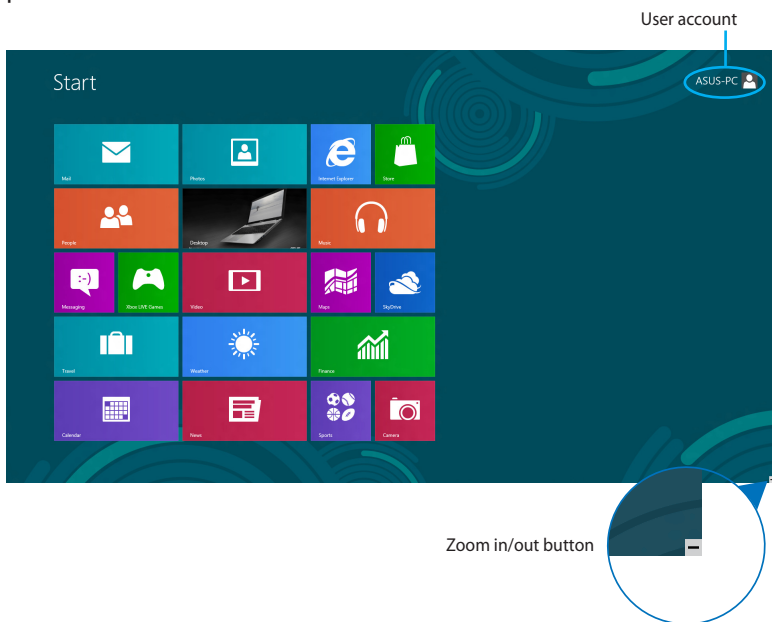 User account
ASUS-PC
Start
Mail
Photos
Internet Explorer
Store
People
Desktop
Music
Messaging
Xbox LIVE Games
Video
Maps
SkyDrive
Travel
Weather
Finance
Calendar
News
Sports
Camera
Zoom in/out button